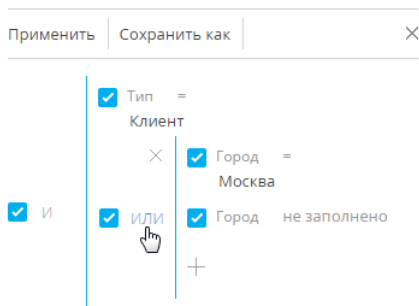 Применить Сохранить как
Тип =
Клиент
Город =
Москва
И ИЛИ Город не заполнено